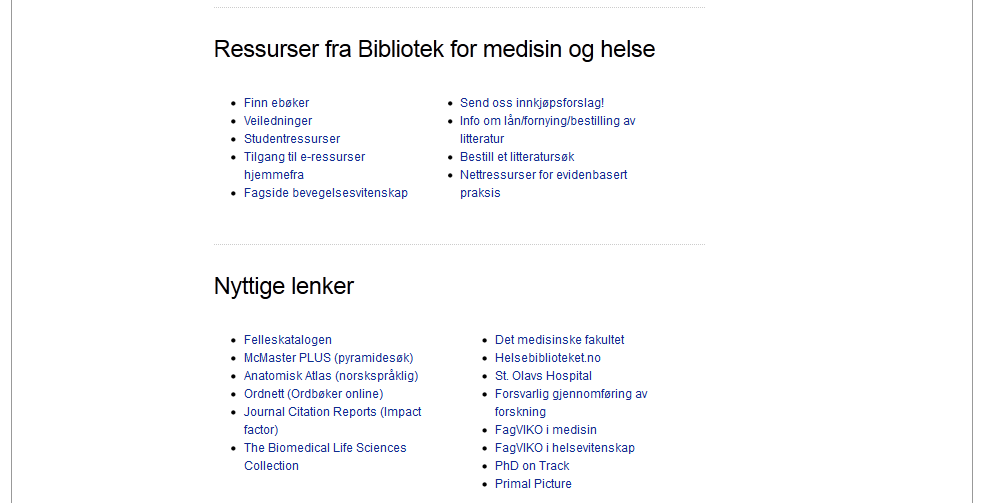 Ressurser fra Bibliotek for medisin og helse
Finn ebøker
Veiledninger
Studentressurser
Tilgang til e-ressurser
hjemmefra
Fagside bevegelsesvitenskap
Send oss innkjøpsforslag!
Info om lån/fornying/bestilling av
litteratur
Bestill et litteratursøk
Nettressurser for evidenbasert
praksis
Nyttige lenker
Felleskatalogen
McMaster PLUS (pyramidesøk)
Anatomisk Atlas (norskspråklig)
Ordnett (Ordbøker online)
Journal Citation Reports (Impact
factor)
The Biomedical Life Sciences
Collection
Det medisinske fakultet
Helsebiblioteket.no
St. Olavs Hospital
Forsvarlig gjennomføring av
forskning
FagVIKO i medisin
FagVIKO i helsevitenskap
PhD on Track
Primal Picture